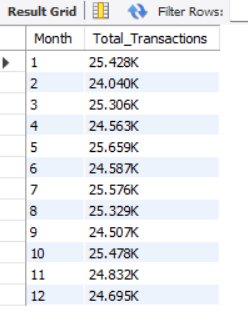 Result Grid Filter Rows:
Month Total_Transactions
1 25.428K
2 24.040K
3 25.306K
4 24.563K
5 25.659K
6 24.587K
7 25.576K
8 25.329K
9 24.507K
10 25.478K
11 24.832K
12 24.695K